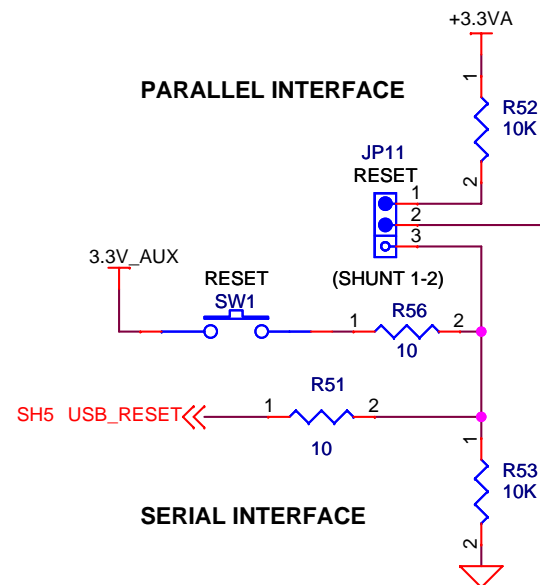 +3.3VA
PARALLEL INTERFACE
1
R52
10K
2
JP11
RESET
1
2
3
3.3V_AUX
RESET
SW1
(SHUNT 1-2)
1
R56
2
10
R51
SH5 USB_RESET
1
2
10
1
R53
10K
2
SERIAL INTERFACE